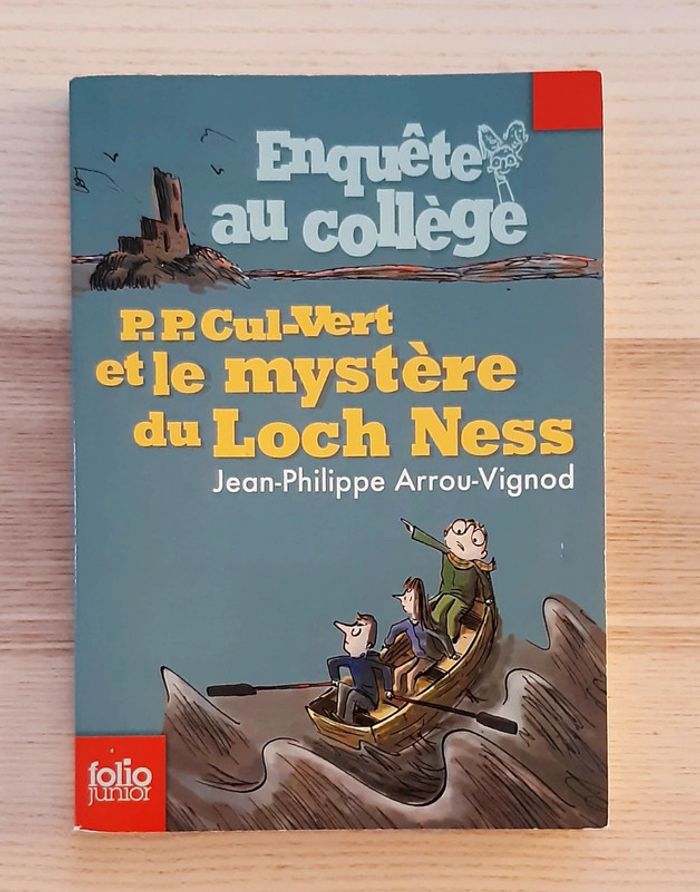 Enquête
au collège
P.P. Cul-Vert
et le mystère
du Loch Ness
Jean-Philippe Arrou-Vignod
folio
junior